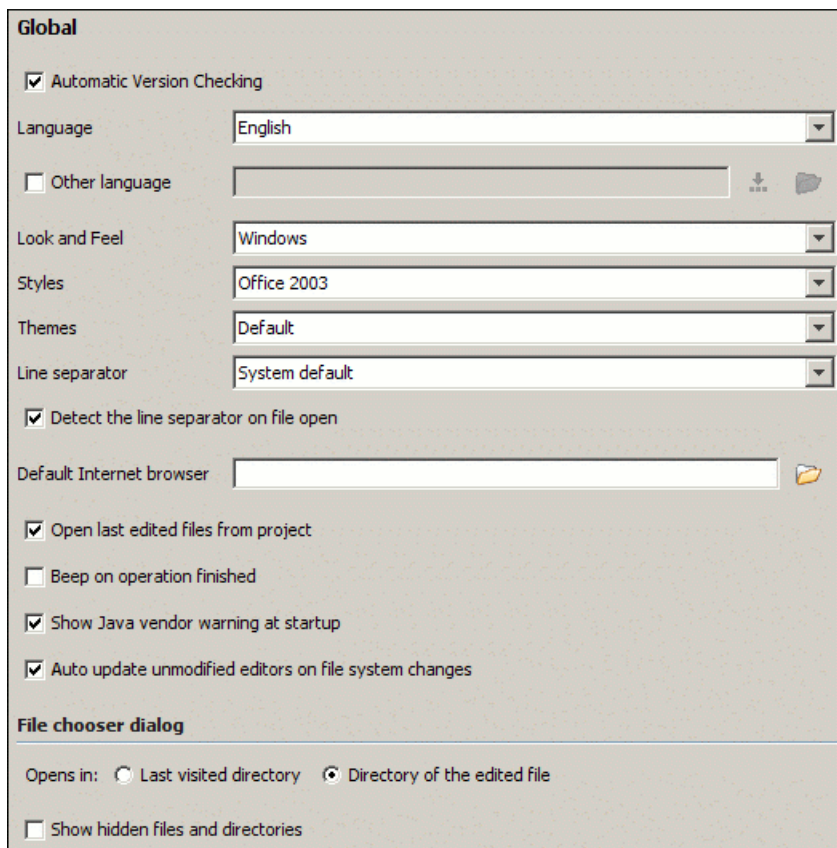 Global
Automatic Version Checking
Language English
Other language
Look and Feel Windows
Styles Office 2003
Themes Default
Line separator System default
Detect the line separator on file open
Default Internet browser
Open last edited files from project
Beep on operation finished
Show Java vendor warning at startup
Auto update unmodified editors on file system changes
File chooser dialog
Opens in: Last visited directory Directory of the edited file
Show hidden files and directories